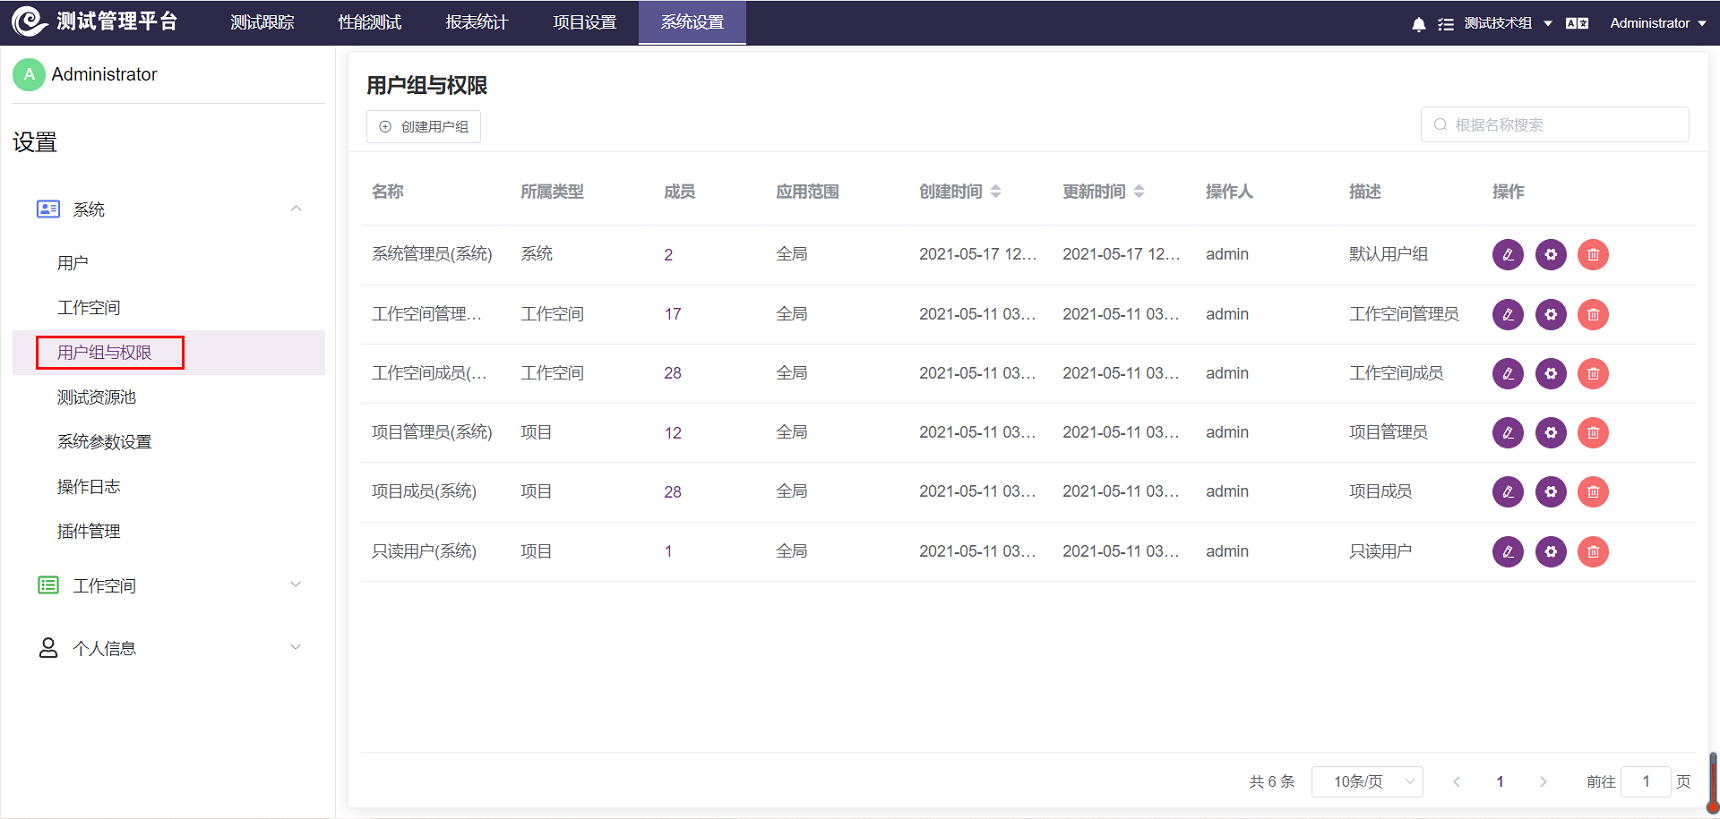 测试管理平台 测试跟踪 性能测试 报表统计 项目设置 系统设置 测试技术组 Administrator
A Administrator
设置
系统
用户
工作空间
用户组与权限
测试资源池
系统参数设置
操作日志
插件管理
工作空间
个人信息
用户组与权限
创建用户组
根据名称搜索
名称 所属类型 成员 应用范围 创建时间 更新时间 操作人 描述 操作
系统管理员(系统) 系统 2 全局 2021-05-17 12... 2021-05-17 12... admin 默认用户组
工作空间管理... 工作空间 17 全局 2021-05-11 03... 2021-05-11 03... admin 工作空间管理员
工作空间成员(... 工作空间 28 全局 2021-05-11 03... 2021-05-11 03... admin 工作空间成员
项目管理员(系统) 项目 12 全局 2021-05-11 03... 2021-05-11 03... admin 项目管理员
项目成员(系统) 项目 28 全局 2021-05-11 03... 2021-05-11 03... admin 项目成员
只读用户(系统) 项目 1 全局 2021-05-11 03... 2021-05-11 03... admin 只读用户
共 6 条 10条/页 1 前往 1 页